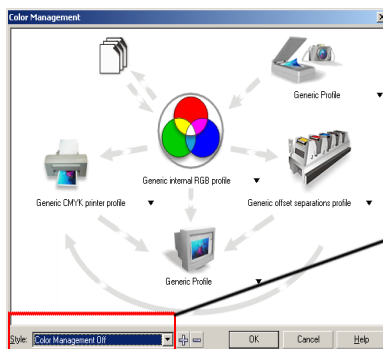 Color Management
Generic Profile
Generic internal RGB profile
Generic CMYK printer profile
Generic offset separations profile
Generic Profile
Style: Color Management Off
OK Cancel Help